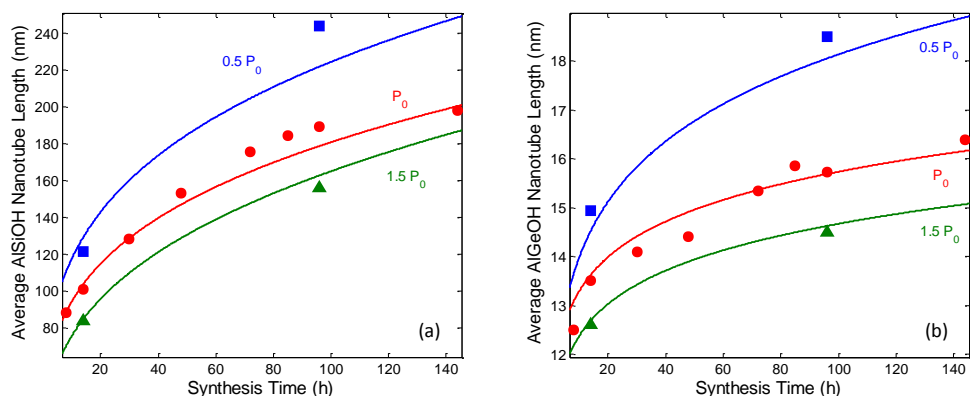 Average AlSiOH Nanotube Length (nm)
240
220
200
180
160
140
120
100
80
20
40
60
80
100
120
140
Synthesis Time (h)
0.5 P0
P0
1.5 P0
(a)
Average AlGeOH Nanotube Length (nm)
18
17
16
15
14
13
12
20
40
60
80
100
120
140
Synthesis Time (h)
0.5 P0
P0
1.5 P0
(b)